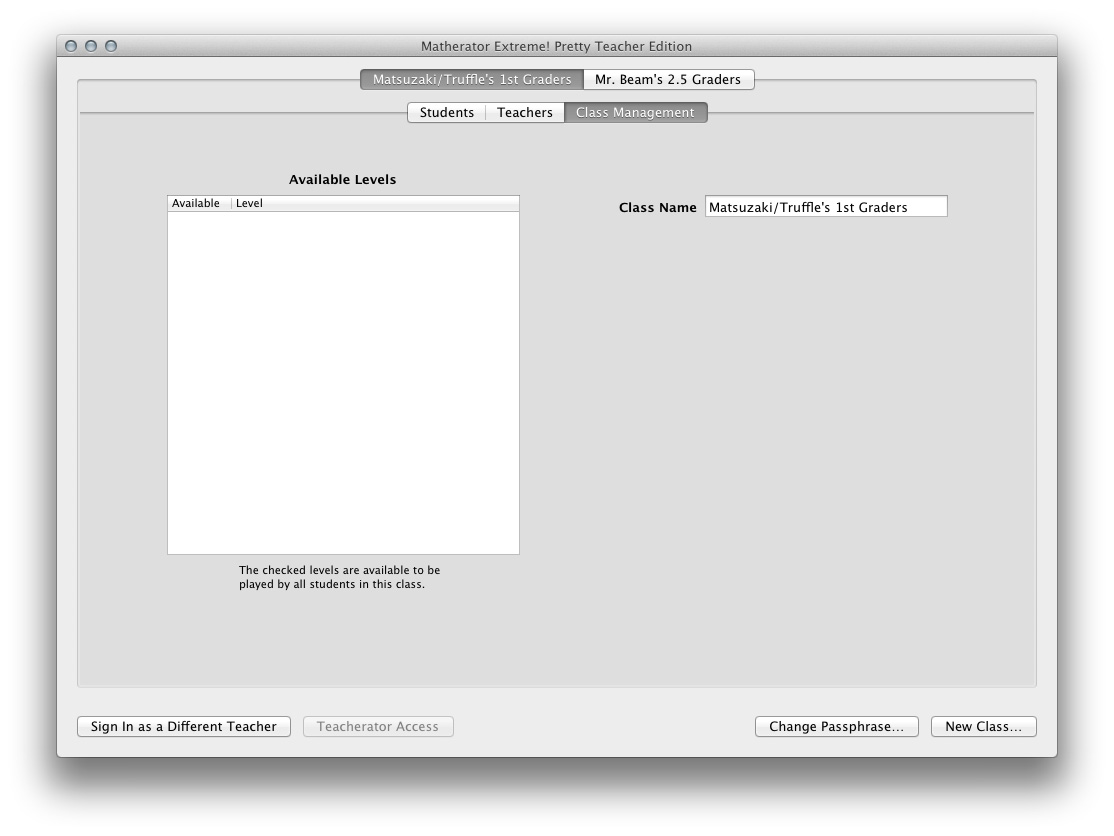 Matherator Extreme! Pretty Teacher Edition
Matsuzaki/Truffle's 1st Graders Mr. Beam's 2.5 Graders
Students Teachers Class Management
Available Levels
Available Level
Class Name Matsuzaki/Truffle's 1st Graders
The checked levels are available to be
played by all students in this class.
Sign In as a Different Teacher Teacherator Access Change Passphrase... New Class...